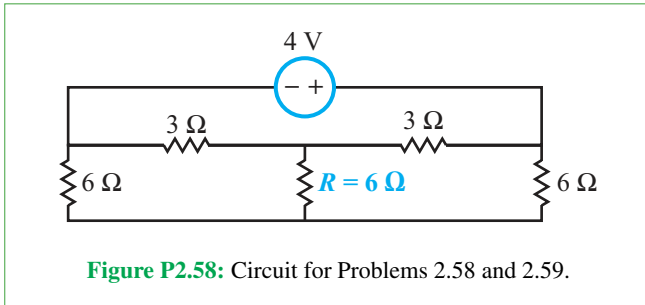 4 V
− +
3 Ω
3 Ω
6 Ω
R = 6 Ω
6 Ω
Figure P2.58: Circuit for Problems 2.58 and 2.59.